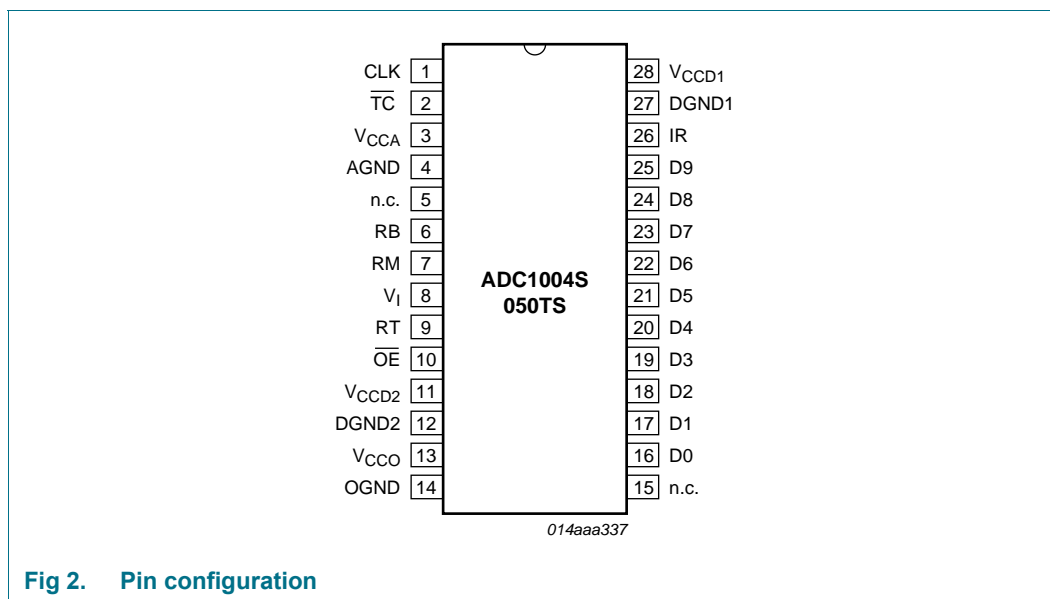 CLK 1
TC 2
VCCA 3
AGND 4
n.c. 5
RB 6
RM 7
VI 8
RT 9
OE 10
VCCD2 11
DGND2 12
VCCO 13
OGND 14
ADC1004S
050TS
28 VCCD1
27 DGND1
26 IR
25 D9
24 D8
23 D7
22 D6
21 D5
20 D4
19 D3
18 D2
17 D1
16 D0
15 n.c.
014aaa337
Fig 2. Pin configuration